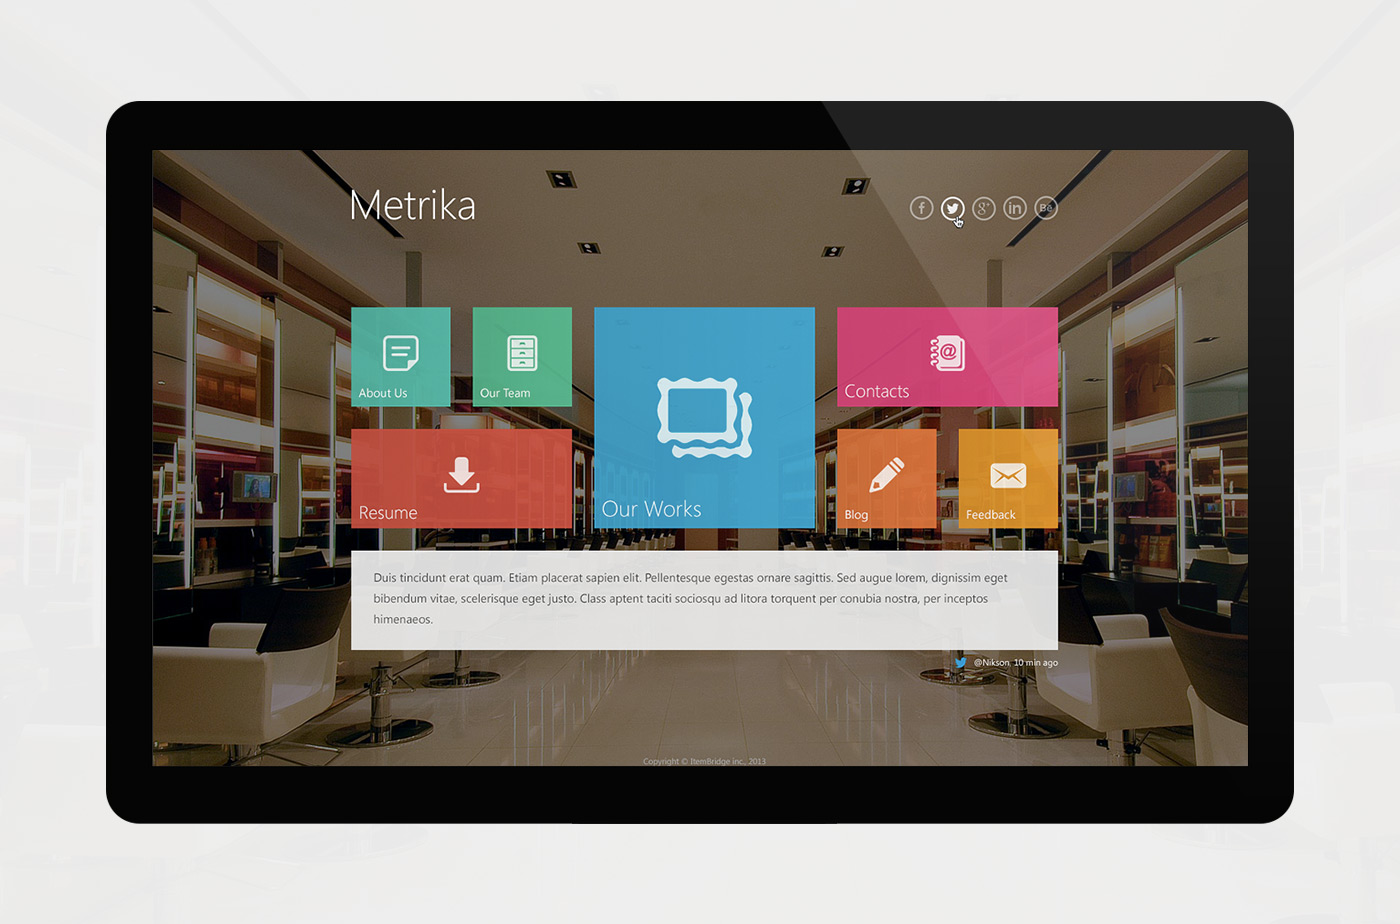 Metrika
f
g+
in
Bē
About Us
Our Team
Our Works
Contacts
Resume
Blog
Feedback
Duis tincidunt erat quam. Etiam placerat sapien elit. Pellentesque egestas ornare sagittis. Sed augue lorem, dignissim eget
bibendum vitae, scelerisque eget justo. Class aptent taciti sociosqu ad litora torquent per conubia nostra, per inceptos
himenaeos.
@Nikson, 10 min ago
Copyright © ItemBridge inc., 2013